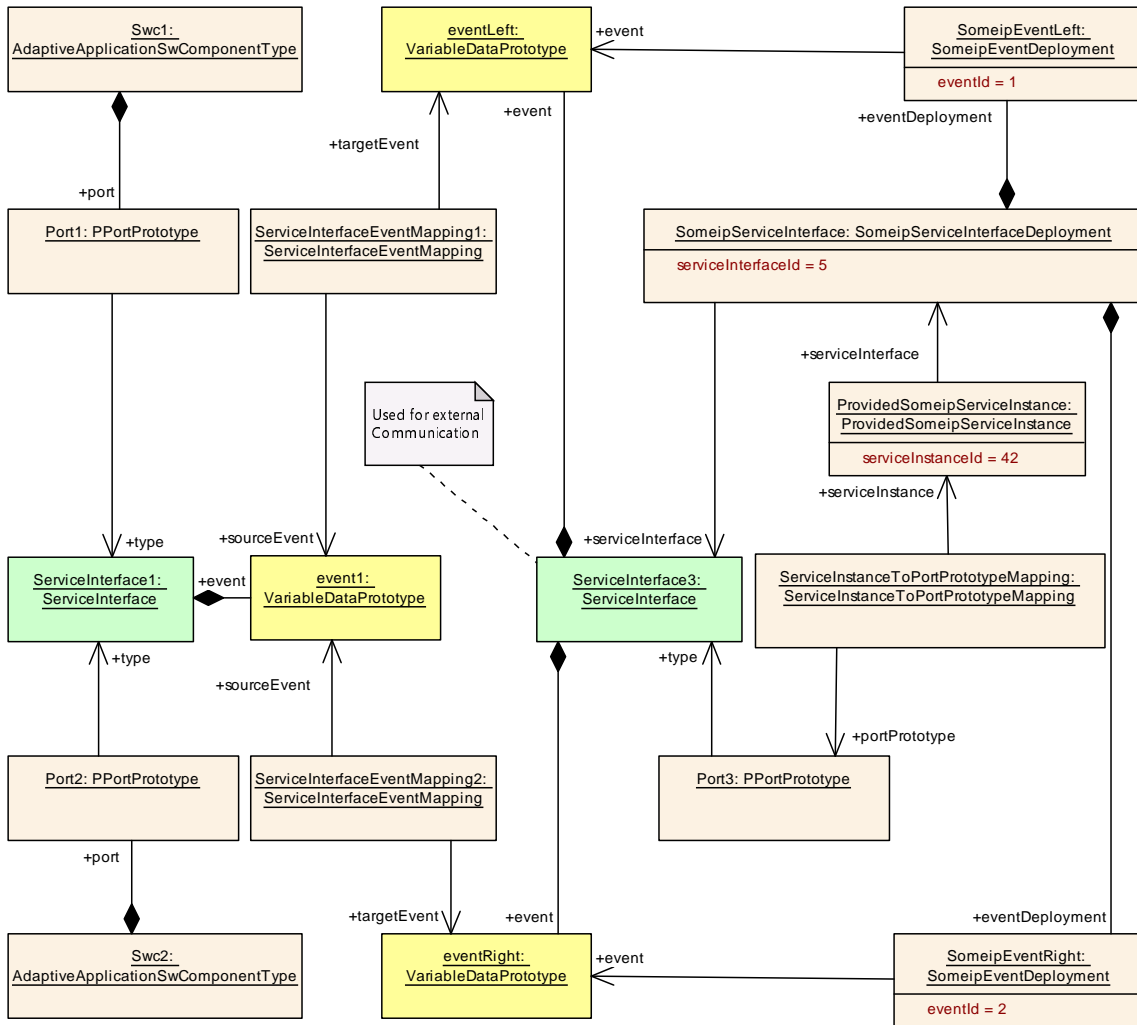 Swc1:
AdaptiveApplicationSwComponentType
eventLeft:
VariableDataPrototype
+event
SomeipEventLeft:
SomeipEventDeployment
eventId = 1
+event
+eventDeployment
+targetEvent
+port
Port1: PPortPrototype
ServiceInterfaceEventMapping1:
ServiceInterfaceEventMapping
SomeipServiceInterface: SomeipServiceInterfaceDeployment
serviceInterfaceId = 5
+serviceInterface
Used for external
Communication
ProvidedSomeipServiceInstance:
ProvidedSomeipServiceInstance
serviceInstanceId = 42
+serviceInstance
+type
+sourceEvent
+serviceInterface
ServiceInterface1:
ServiceInterface
+event
event1:
VariableDataPrototype
ServiceInterface3:
ServiceInterface
ServiceInstanceToPortPrototypeMapping:
ServiceInstanceToPortPrototypeMapping
+type
+sourceEvent
+type
+portPrototype
Port2: PPortPrototype
ServiceInterfaceEventMapping2:
ServiceInterfaceEventMapping
Port3: PPortPrototype
+port
+targetEvent
+event
+eventDeployment
Swc2:
AdaptiveApplicationSwComponentType
eventRight:
VariableDataPrototype
+event
SomeipEventRight:
SomeipEventDeployment
eventId = 2